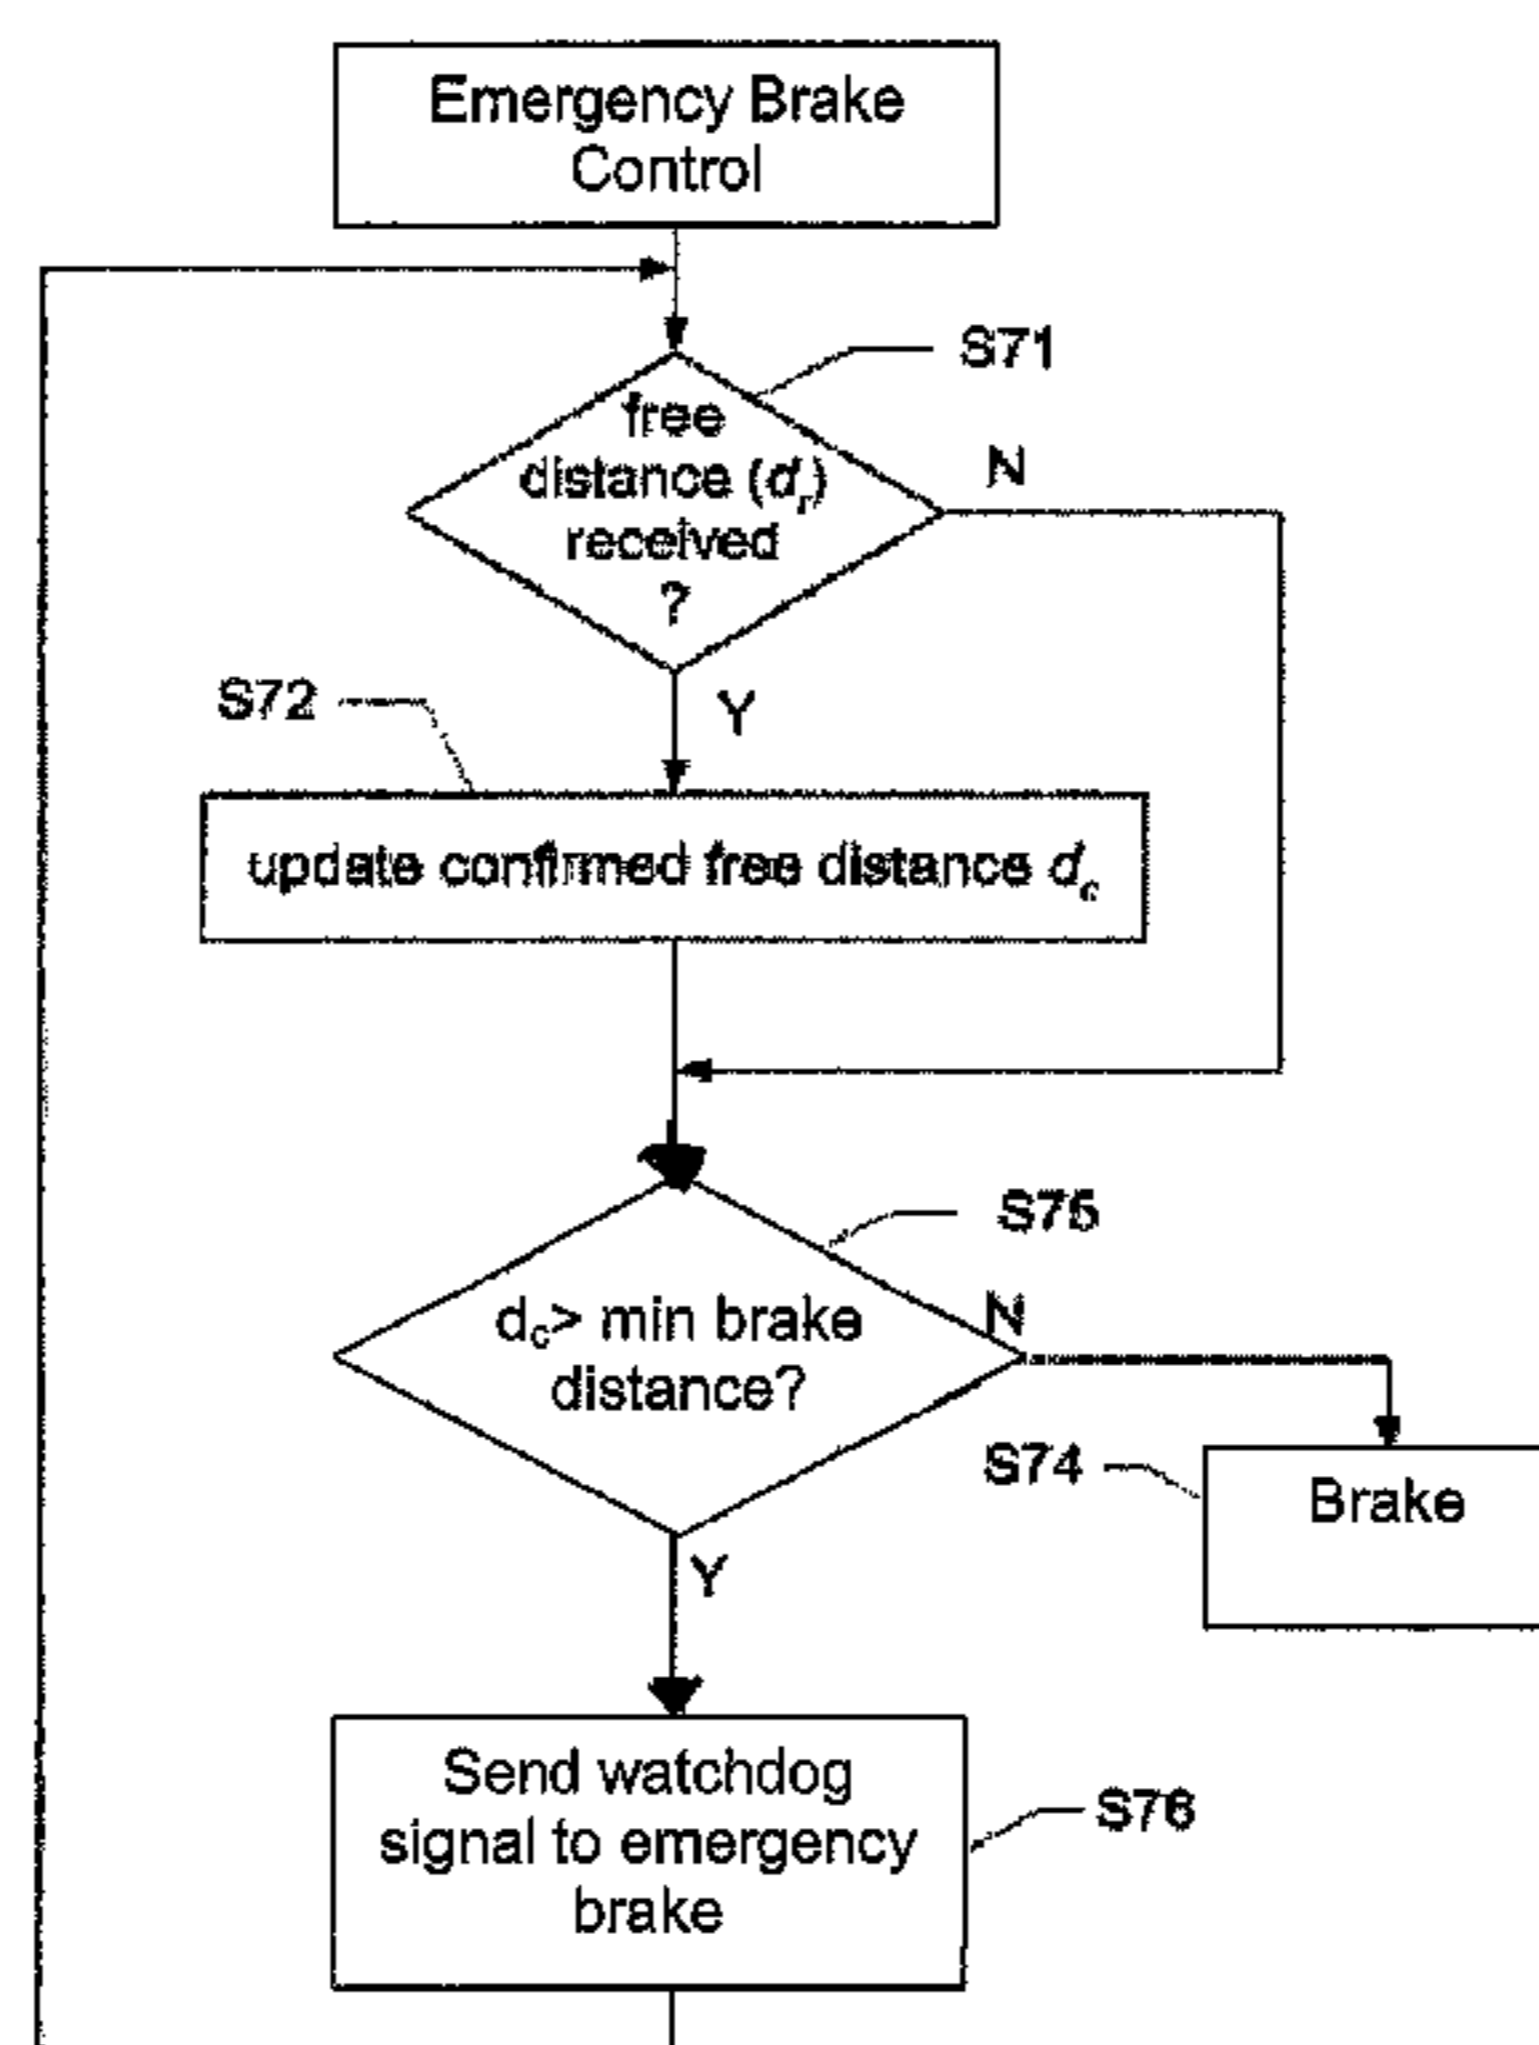 Emergency Brake
Control
S71
free
distance (dr)
received
?
N
S72
Y
update confirmed free distance dc
S75
dc> min brake
distance?
N
S74
Brake
Y
Send watchdog
signal to emergency
brake
S76